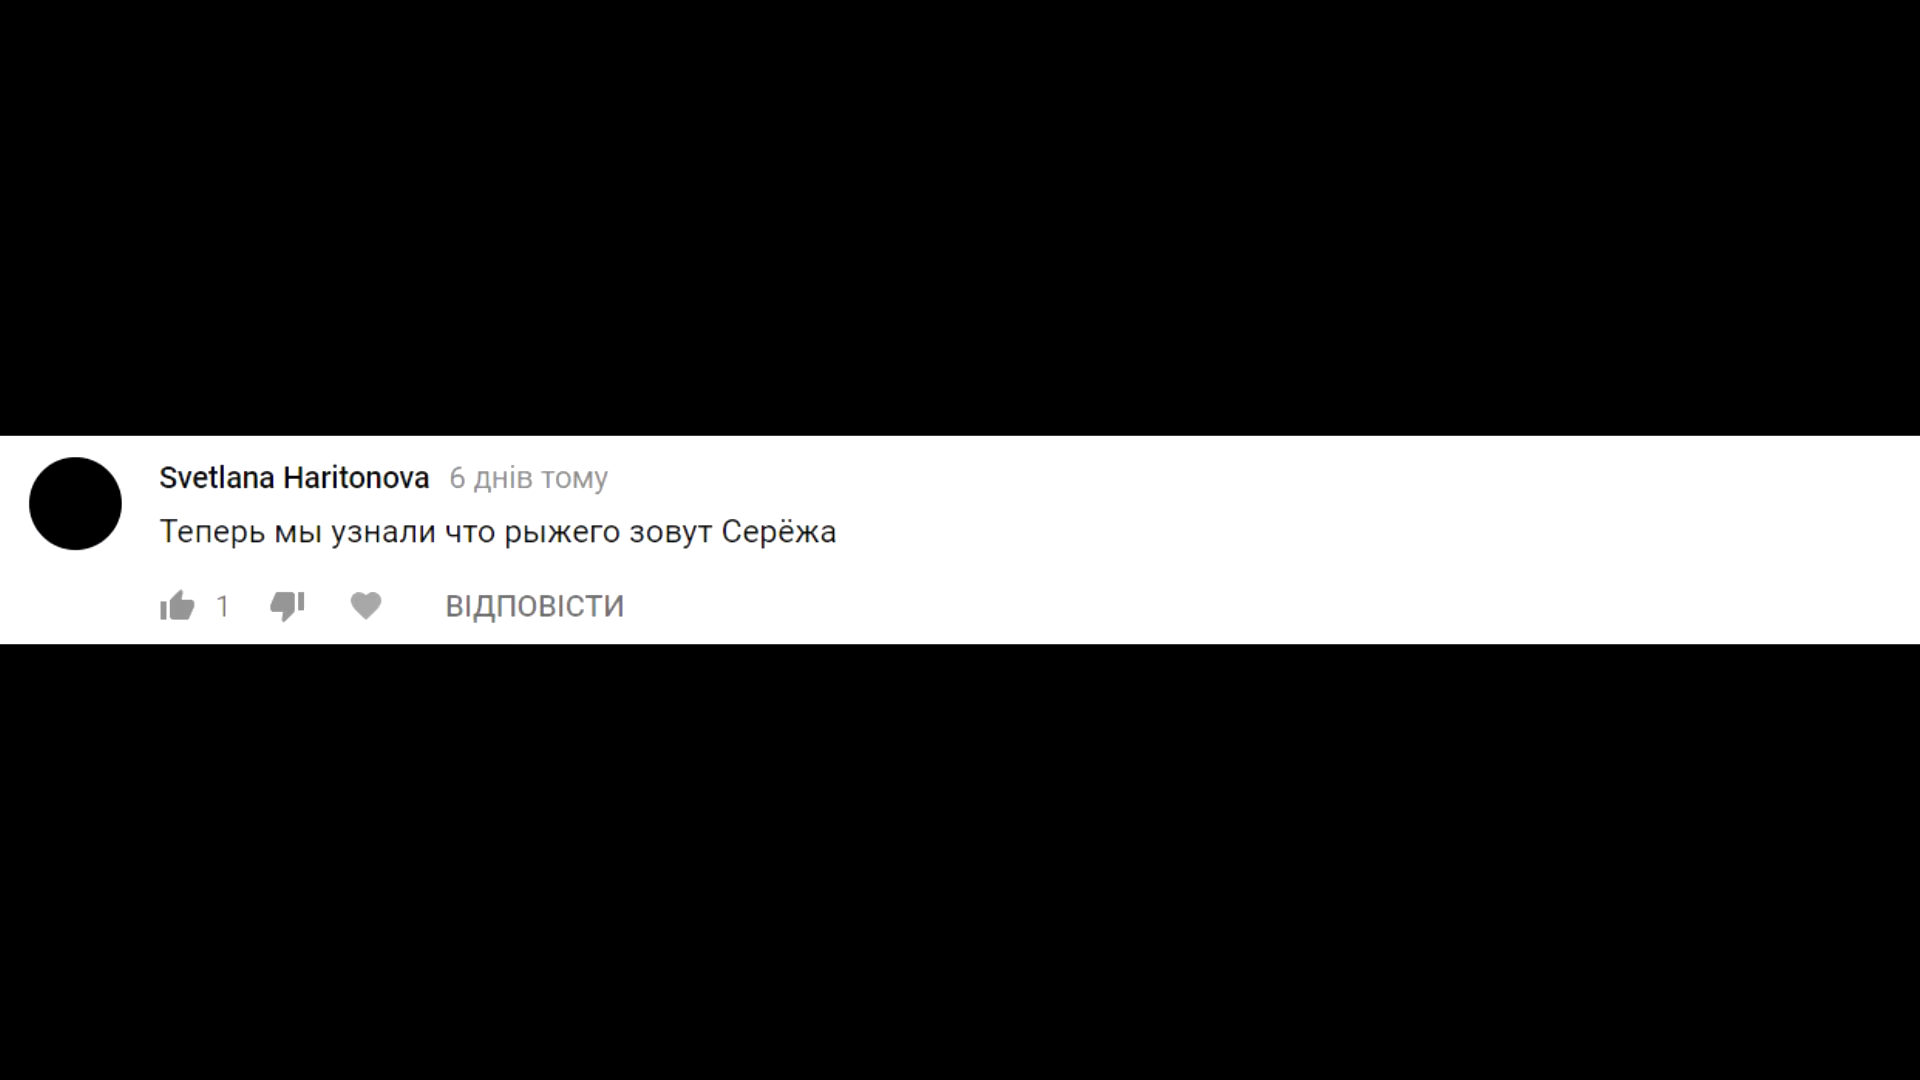 Svetlana Haritonova 6 днів тому
Теперь мы узнали что рыжего зовут Серёжа
1 ВІДПОВІСТИ